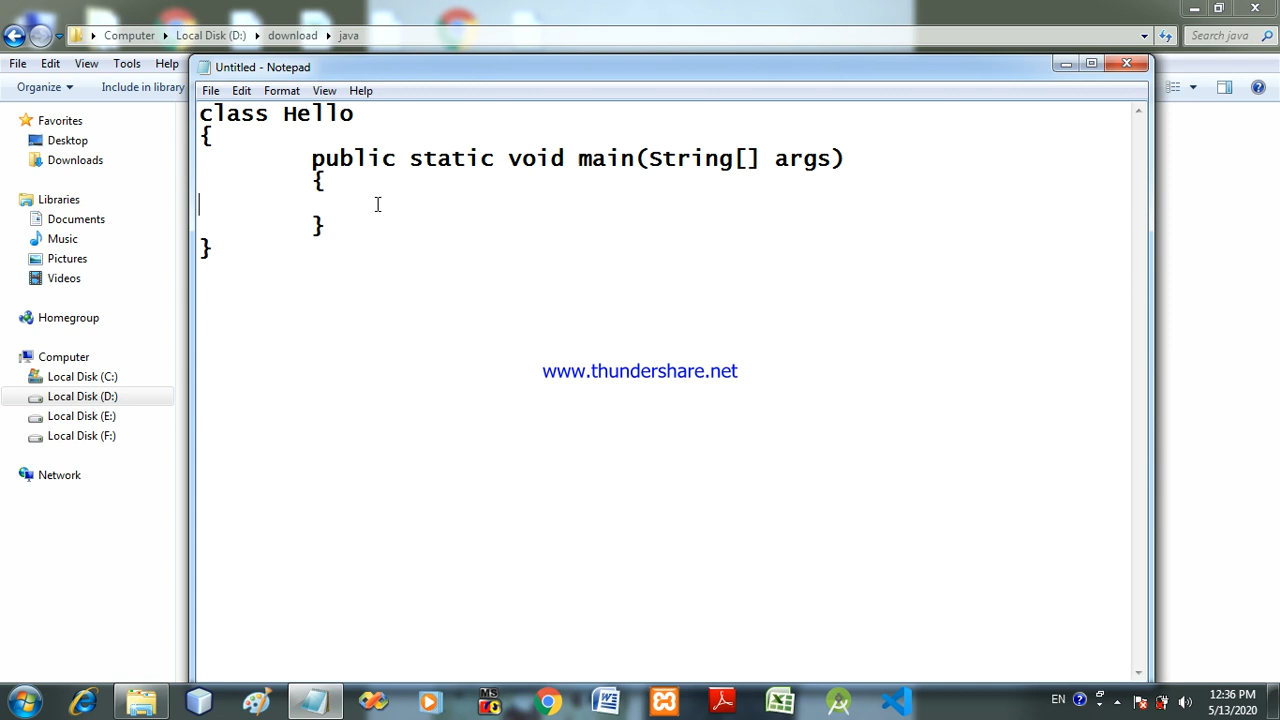 Computer Local Disk (D:) download java Search java
File Edit View Tools Help
Organize Include in library
Untitled - Notepad
File Edit Format View Help
class Hello
{
public static void main(String[] args)
{
}
}
www.thundershare.net
Favorites
Desktop
Downloads
Libraries
Documents
Music
Pictures
Videos
Homegroup
Computer
Local Disk (C:)
Local Disk (D:)
Local Disk (E:)
Local Disk (F:)
Network
MS
EN
12:36 PM
5/13/2020